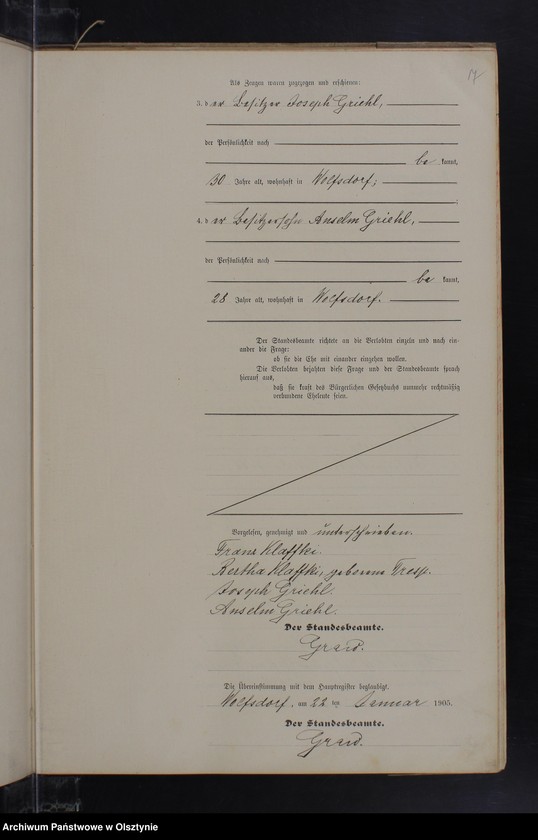 17
Als Zeugen waren zugezogen und erschienen:
3. der Besitzer Joseph Griehl,
der Persönlichkeit nach
be kannt,
30 Jahre alt, wohnhaft in Wolfsdorf;
4. der Besitzersohn Anselm Griehl,
der Persönlichkeit nach
be kannt,
28 Jahre alt, wohnhaft in Wolfsdorf.
Der Standesbeamte richtete an die Verlobten einzeln und nach ein-
ander die Frage:
ob sie die Ehe mit einander eingehen wollen.
Die Verlobten bejahten diese Frage und der Standesbeamte sprach
hierauf aus,
daß sie kraft des Bürgerlichen Gesetzbuchs nunmehr rechtmäßig
verbundene Eheleute seien.
Vorgelesen, genehmigt und unterschrieben.
Franz Klaffki.
Bertha Klaffki, geborene Tresp.
Joseph Griehl.
Anselm Griehl.
Der Standesbeamte.
Die Übereinstimmung mit dem Hauptregister beglaubigt.
Wolfsdorf, am 22 ten Januar 1905.
Der Standesbeamte.
Archiwum Państwowe w Olsztynie